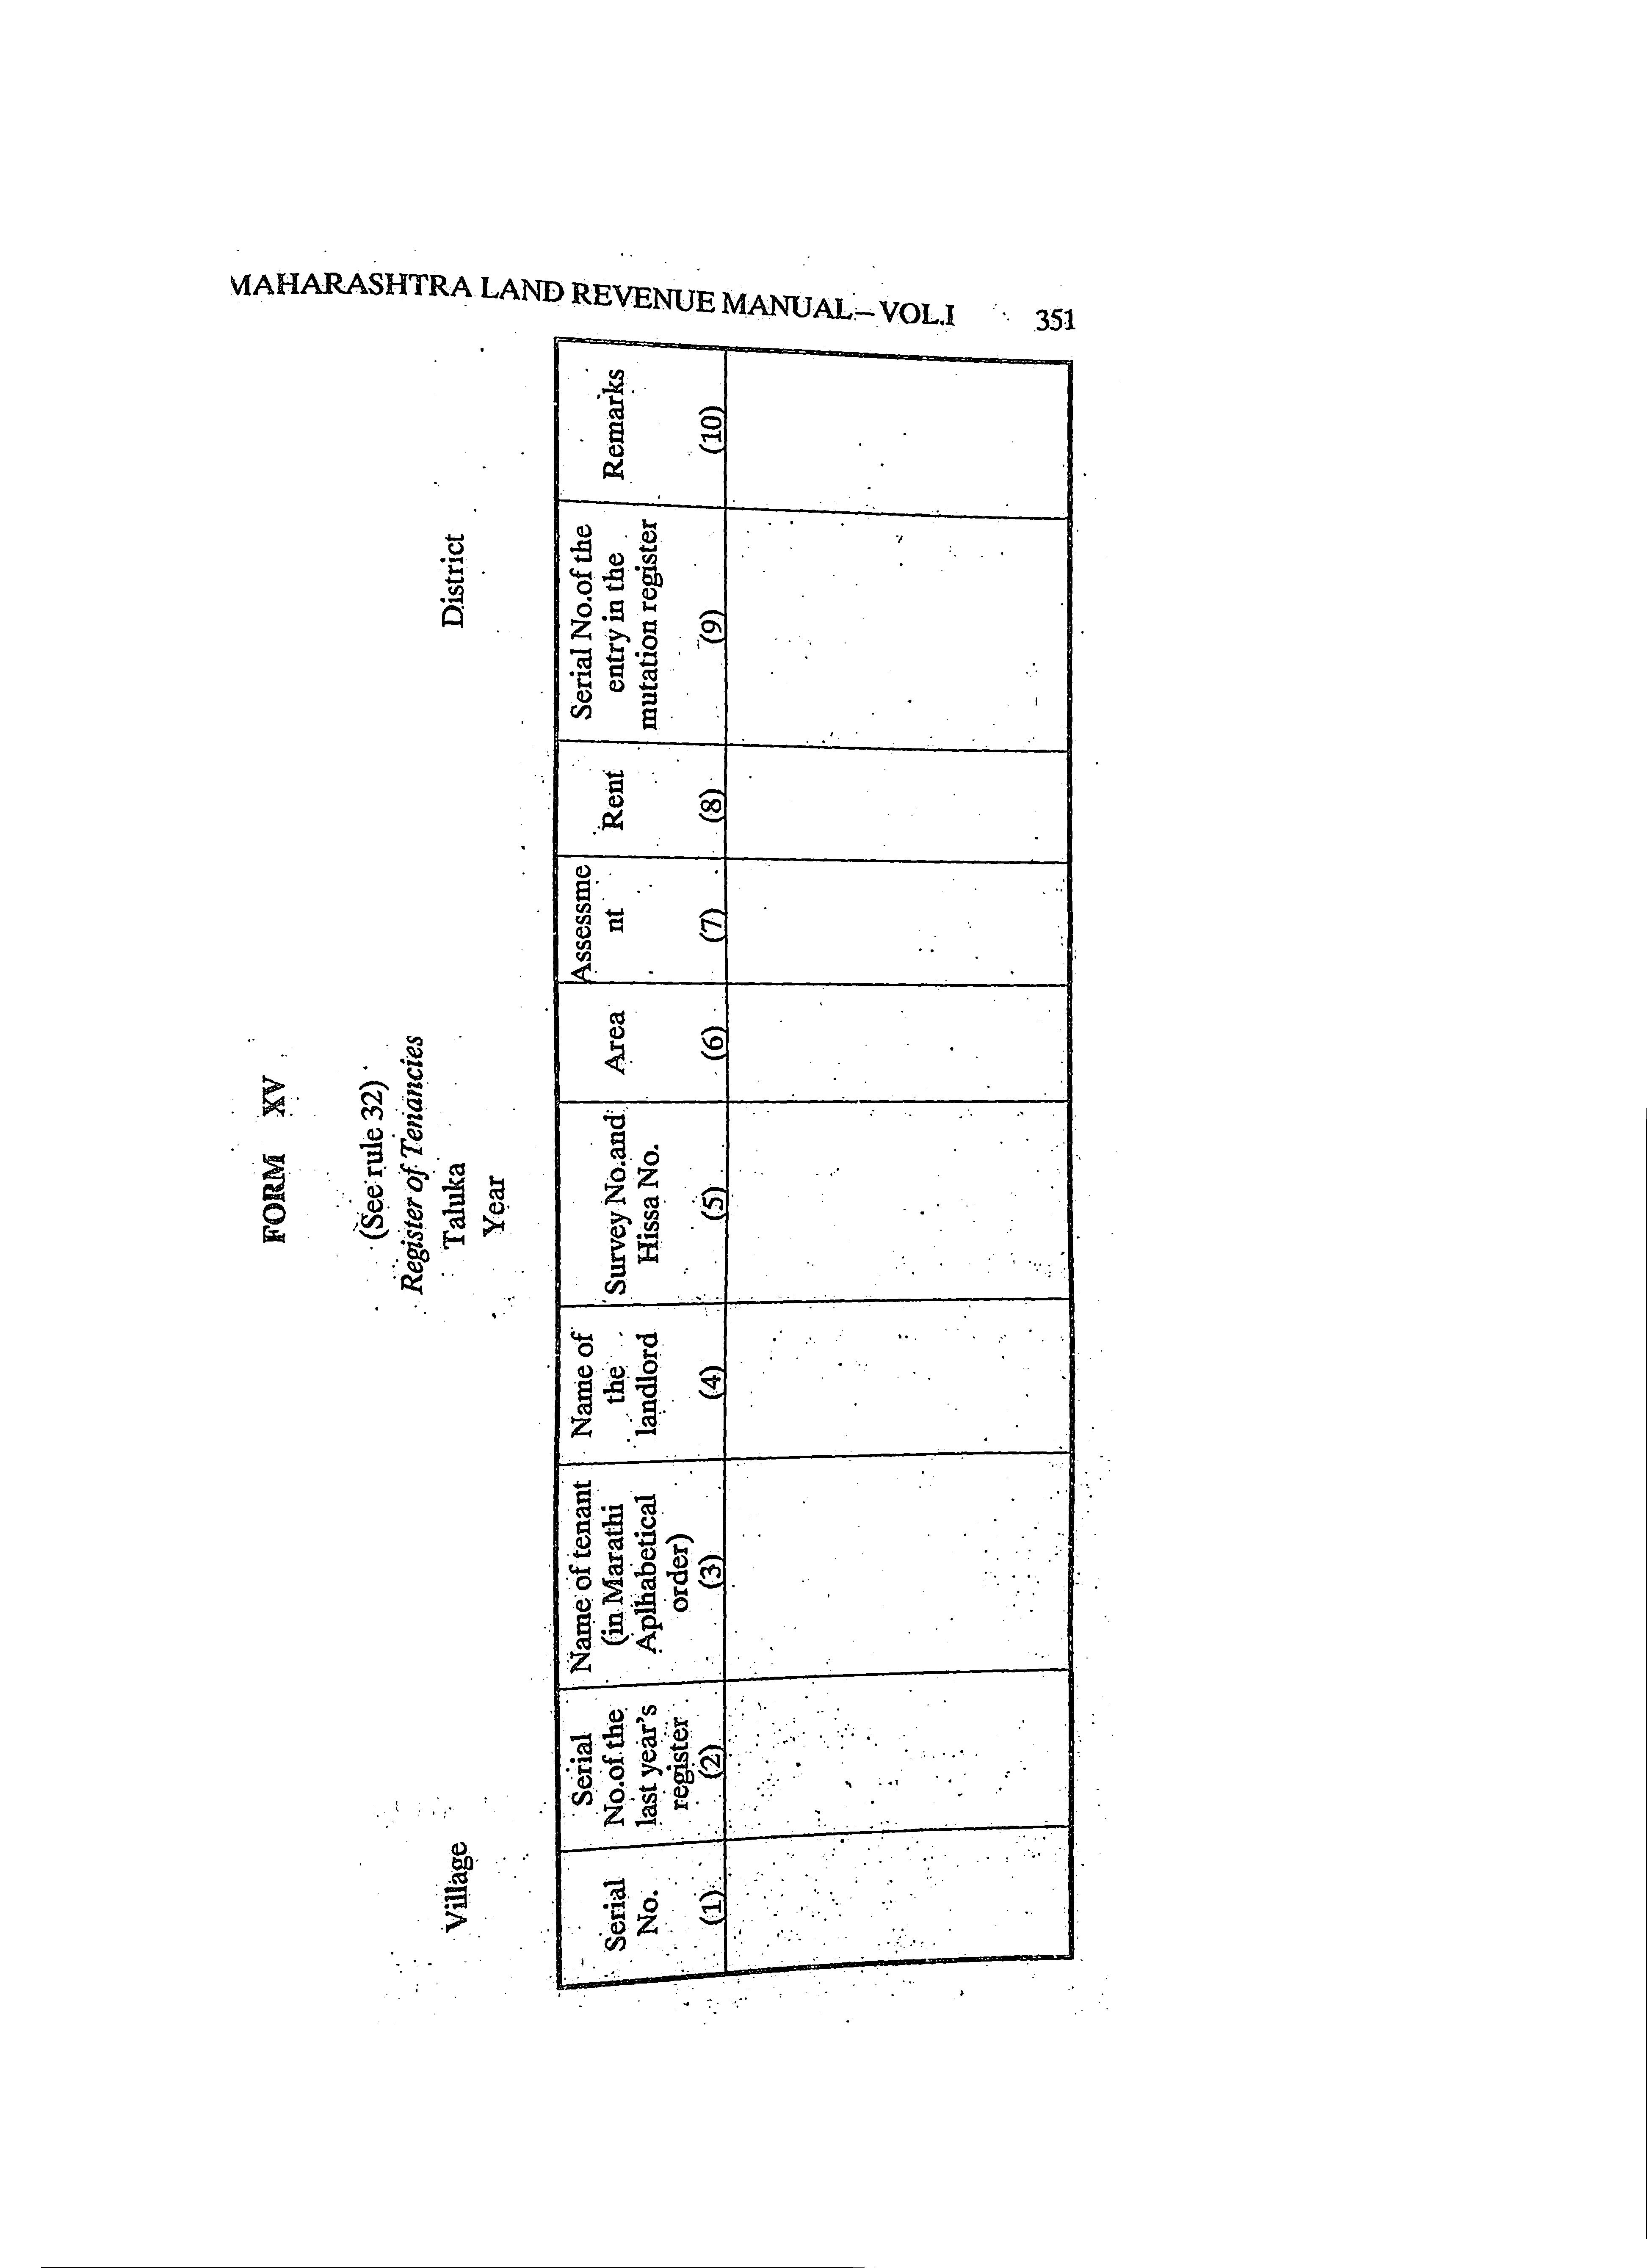 MAHARASHTRA LAND REVENUE MANUAL – VOL.I 351
FORM XV
(See rule 32)
Register of Tenancies
Village Taluka District
Year
Serial
No.
(1)
Serial
No.of the
last year's
register
(2)
Name of tenant
(in Marathi
Aplhabetical
order)
(3)
Name of
the
landlord
(4)
Survey No.and
Hissa No.
(5)
Area
(6)
Assessme
nt
(7)
Rent
(8)
Serial No.of the
entry in the
mutation register
(9)
Remarks
(10)